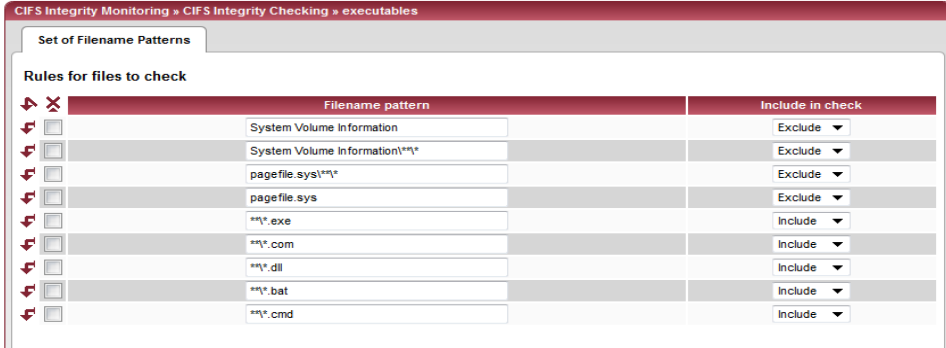 CIFS Integrity Monitoring » CIFS Integrity Checking » executables
Set of Filename Patterns
Rules for files to check
Filename pattern Include in check
System Volume Information Exclude
System Volume Information\**\* Exclude
pagefile.sys\**\* Exclude
pagefile.sys Exclude
**\*.exe Include
**\*.com Include
**\*.dll Include
**\*.bat Include
**\*.cmd Include